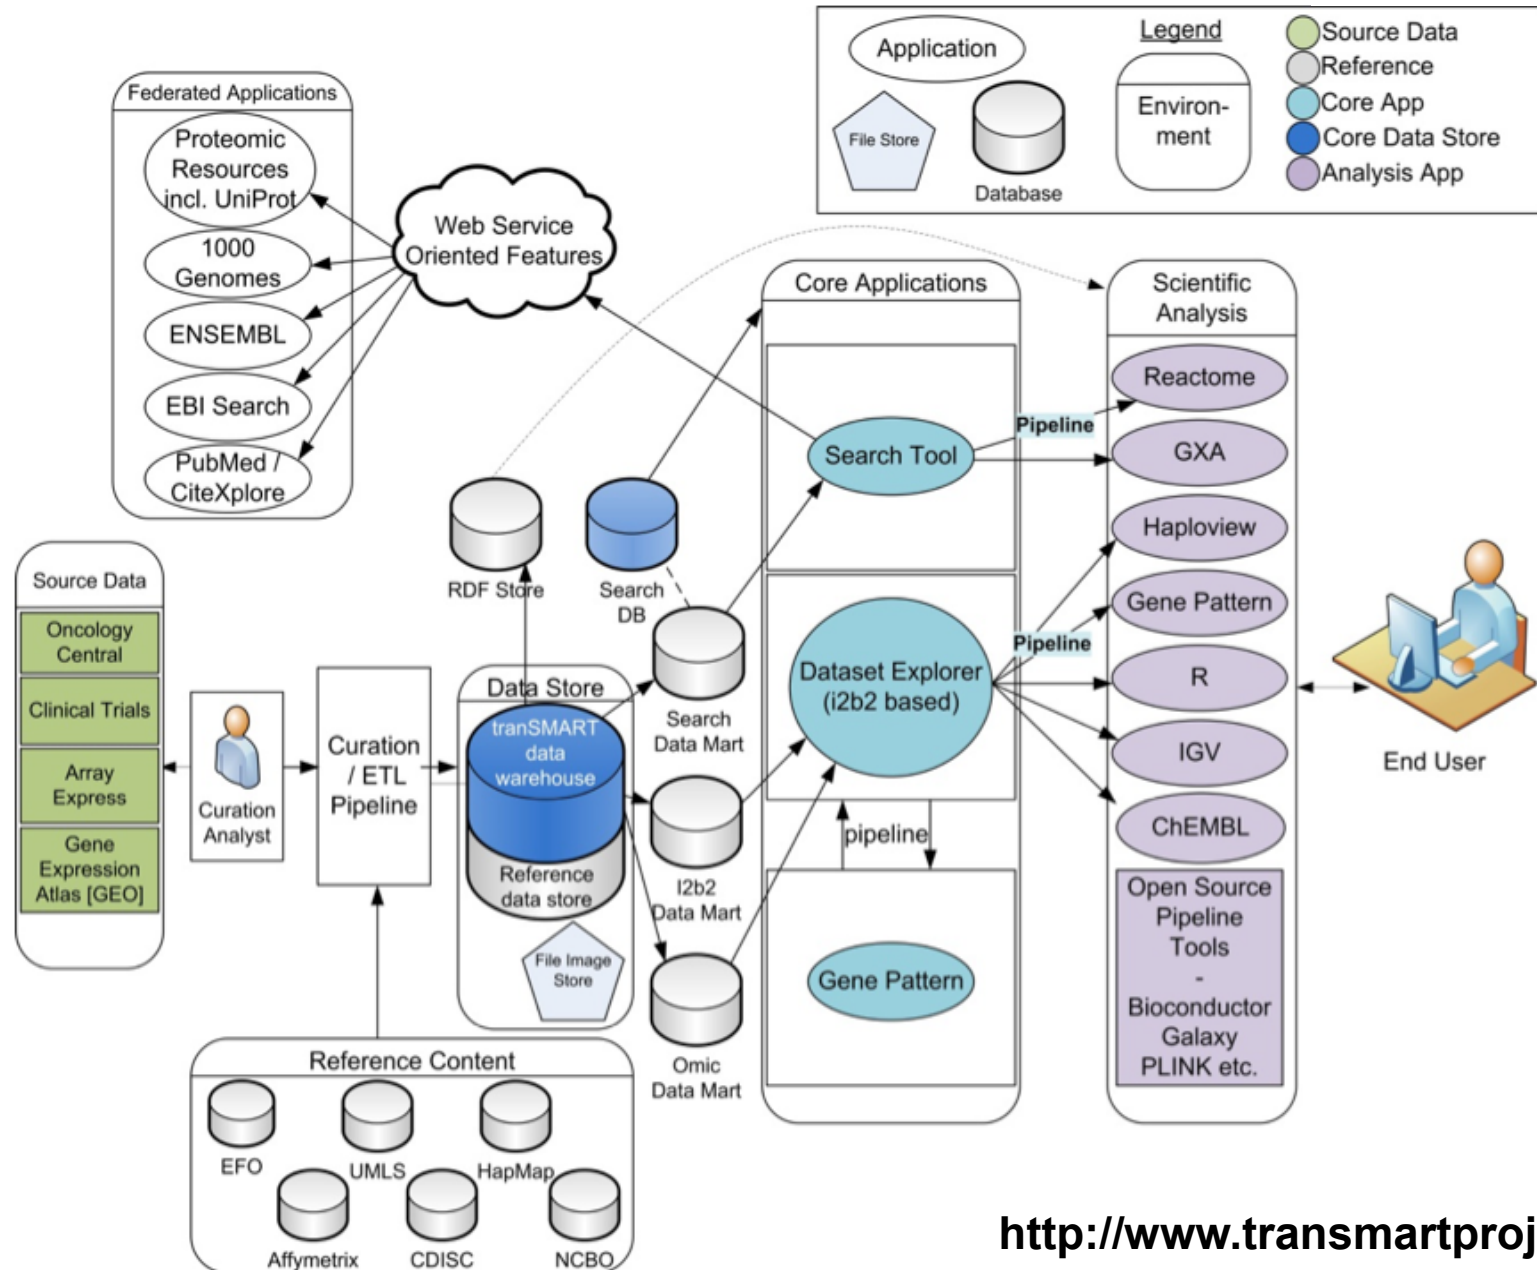 Legend
Application
File Store
Database
Environ-
ment
Source Data
Reference
Core App
Core Data Store
Analysis App
Federated Applications
Proteomic
Resources
incl. UniProt
1000
Genomes
ENSEMBL
EBI Search
PubMed /
CiteXplore
Web Service
Oriented Features
Source Data
Oncology
Central
Clinical Trials
Array
Express
Gene
Expression
Atlas [GEO]
Curation
Analyst
Curation
/ ETL
Pipeline
RDF Store
Search
DB
Data Store
tranSMART
data
warehouse
Reference
data store
File Image
Store
Search
Data Mart
I2b2
Data Mart
Omic
Data Mart
Core Applications
Search Tool
Dataset Explorer
(i2b2 based)
pipeline
Gene Pattern
Pipeline
Pipeline
Scientific
Analysis
Reactome
GXA
Haploview
Gene Pattern
R
IGV
ChEMBL
Open Source
Pipeline
Tools
-
Bioconductor
Galaxy
PLINK etc.
End User
Reference Content
EFO
UMLS
HapMap
Affymetrix
CDISC
NCBO
http://www.transmartproj